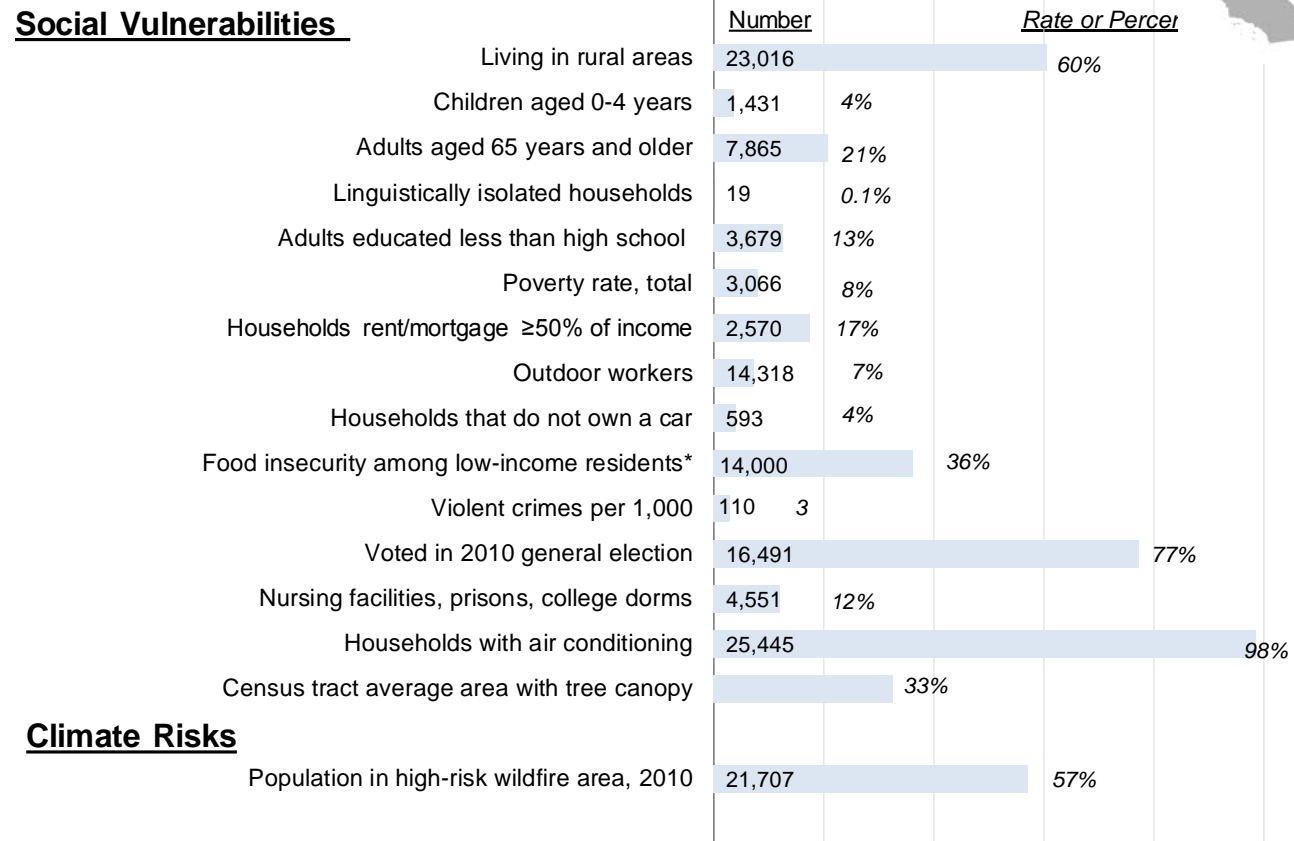 Social Vulnerabilities Number Rate or Percen
Living in rural areas 23,016 60%
Children aged 0-4 years 1,431 4%
Adults aged 65 years and older 7,865 21%
Linguistically isolated households 19 0.1%
Adults educated less than high school 3,679 13%
Poverty rate, total 3,066 8%
Households rent/mortgage ≥50% of income 2,570 17%
Outdoor workers 14,318 7%
Households that do not own a car 593 4%
Food insecurity among low-income residents* 14,000 36%
Violent crimes per 1,000 110 3
Voted in 2010 general election 16,491 77%
Nursing facilities, prisons, college dorms 4,551 12%
Households with air conditioning 25,445 98%
Census tract average area with tree canopy 33%
Climate Risks
Population in high-risk wildfire area, 2010 21,707 57%